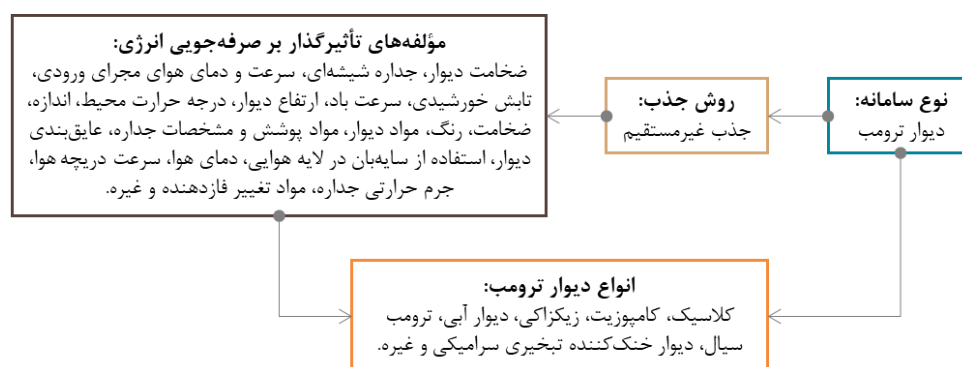 نوع سامانه:
دیوار ترومب
روش جذب:
جذب غیرمستقیم
مؤلفه‌های تأثیرگذار بر صرفه‌جویی انرژی:
ضخامت دیوار، جداره شیشه‌ای، سرعت و دمای هوای مجرای ورودی،
تابش خورشیدی، سرعت باد، ارتفاع دیوار، درجه حرارت محیط، اندازه،
ضخامت، رنگ، مواد دیوار، مواد پوشش و مشخصات جداره، عایق‌بندی
دیوار، استفاده از سایه‌بان در لایه هوایی، دمای هوا، سرعت دریچه هوا،
جرم حرارتی جداره، مواد تغییر فازدهنده و غیره.
انواع دیوار ترومب:
کلاسیک، کامپوزیت، زیکزاکی، دیوار آبی، ترومب
سیال، دیوار خنک‌کننده تبخیری سرامیکی و غیره.